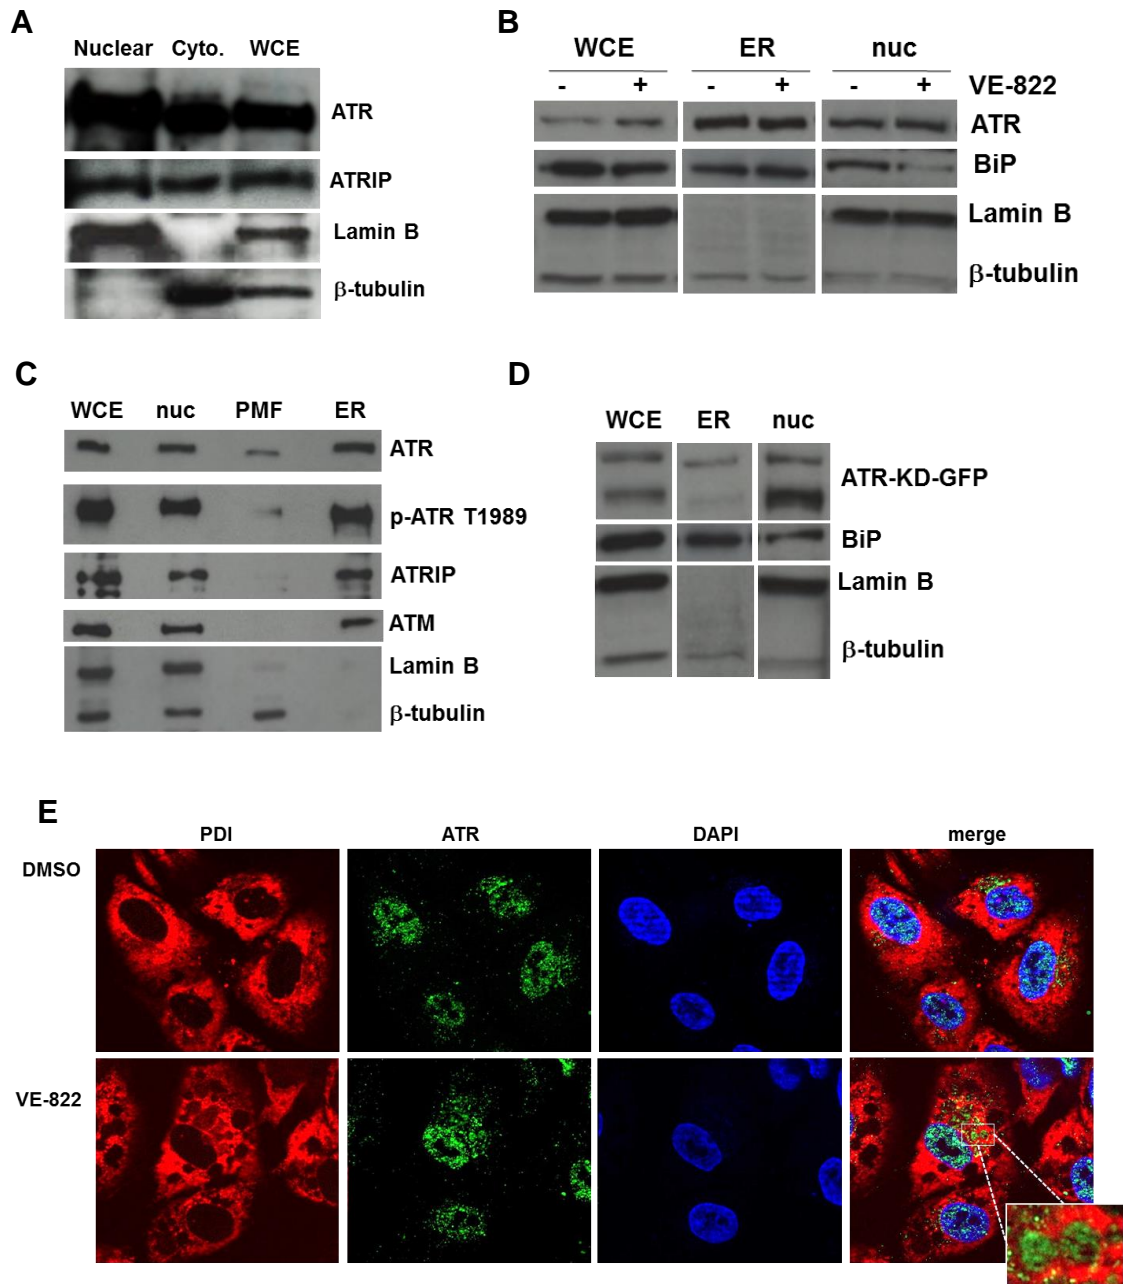 A
Nuclear Cyto. WCE
ATR
ATRIP
Lamin B
β-tubulin
B
WCE ER nuc
- + - + - + VE-822
ATR
BiP
Lamin B
β-tubulin
C
WCE nuc PMF ER
ATR
p-ATR T1989
ATRIP
ATM
Lamin B
β-tubulin
D
WCE ER nuc
ATR-KD-GFP
BiP
Lamin B
β-tubulin
E
PDI ATR DAPI merge
DMSO
VE-822